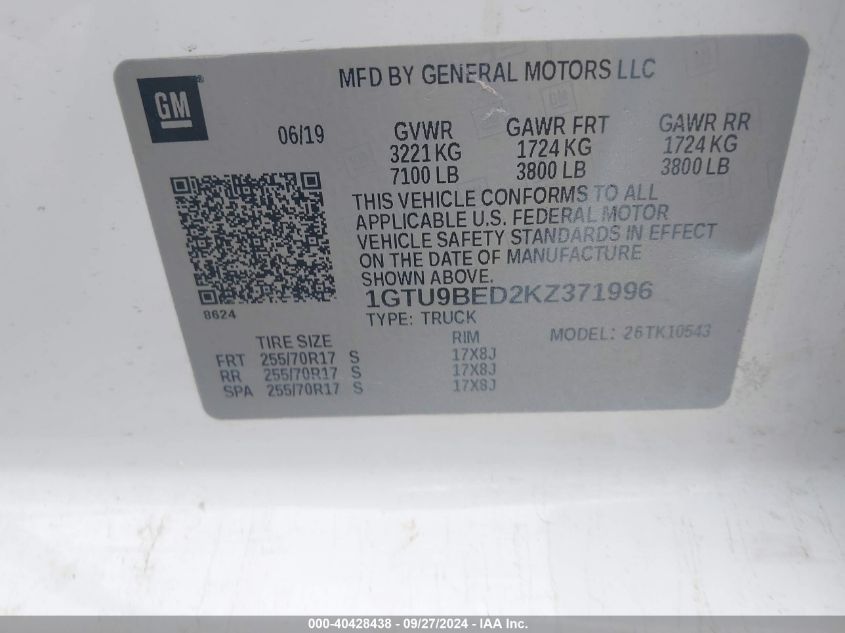 MFD BY GENERAL MOTORS LLC
GM
06/19 GVWR GAWR FRT GAWR RR
3221 KG 1724 KG 1724 KG
7100 LB 3800 LB 3800 LB
THIS VEHICLE CONFORMS TO ALL
APPLICABLE U.S. FEDERAL MOTOR
VEHICLE SAFETY STANDARDS IN EFFECT
ON THE DATE OF MANUFACTURE
SHOWN ABOVE.
1GTU9BED2KZ371996
8624
TYPE: TRUCK
TIRE SIZE RIM MODEL: 26TK10543
FRT 255/70R17 S 17X8J
RR 255/70R17 S 17X8J
SPA 255/70R17 S 17X8J
000-40428438 - 09/27/2024 - IAA Inc.